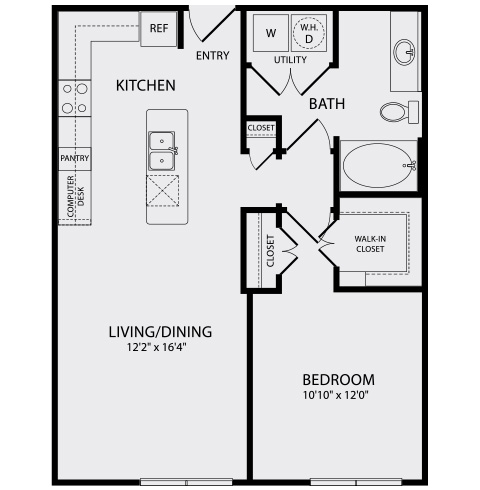 REF
ENTRY
W
W.H.
D
UTILITY
KITCHEN
BATH
CLOSET
PANTRY
COMPUTER
DESK
CLOSET
WALK-IN
CLOSET
LIVING/DINING
12'2" x 16'4"
BEDROOM
10'10" x 12'0"